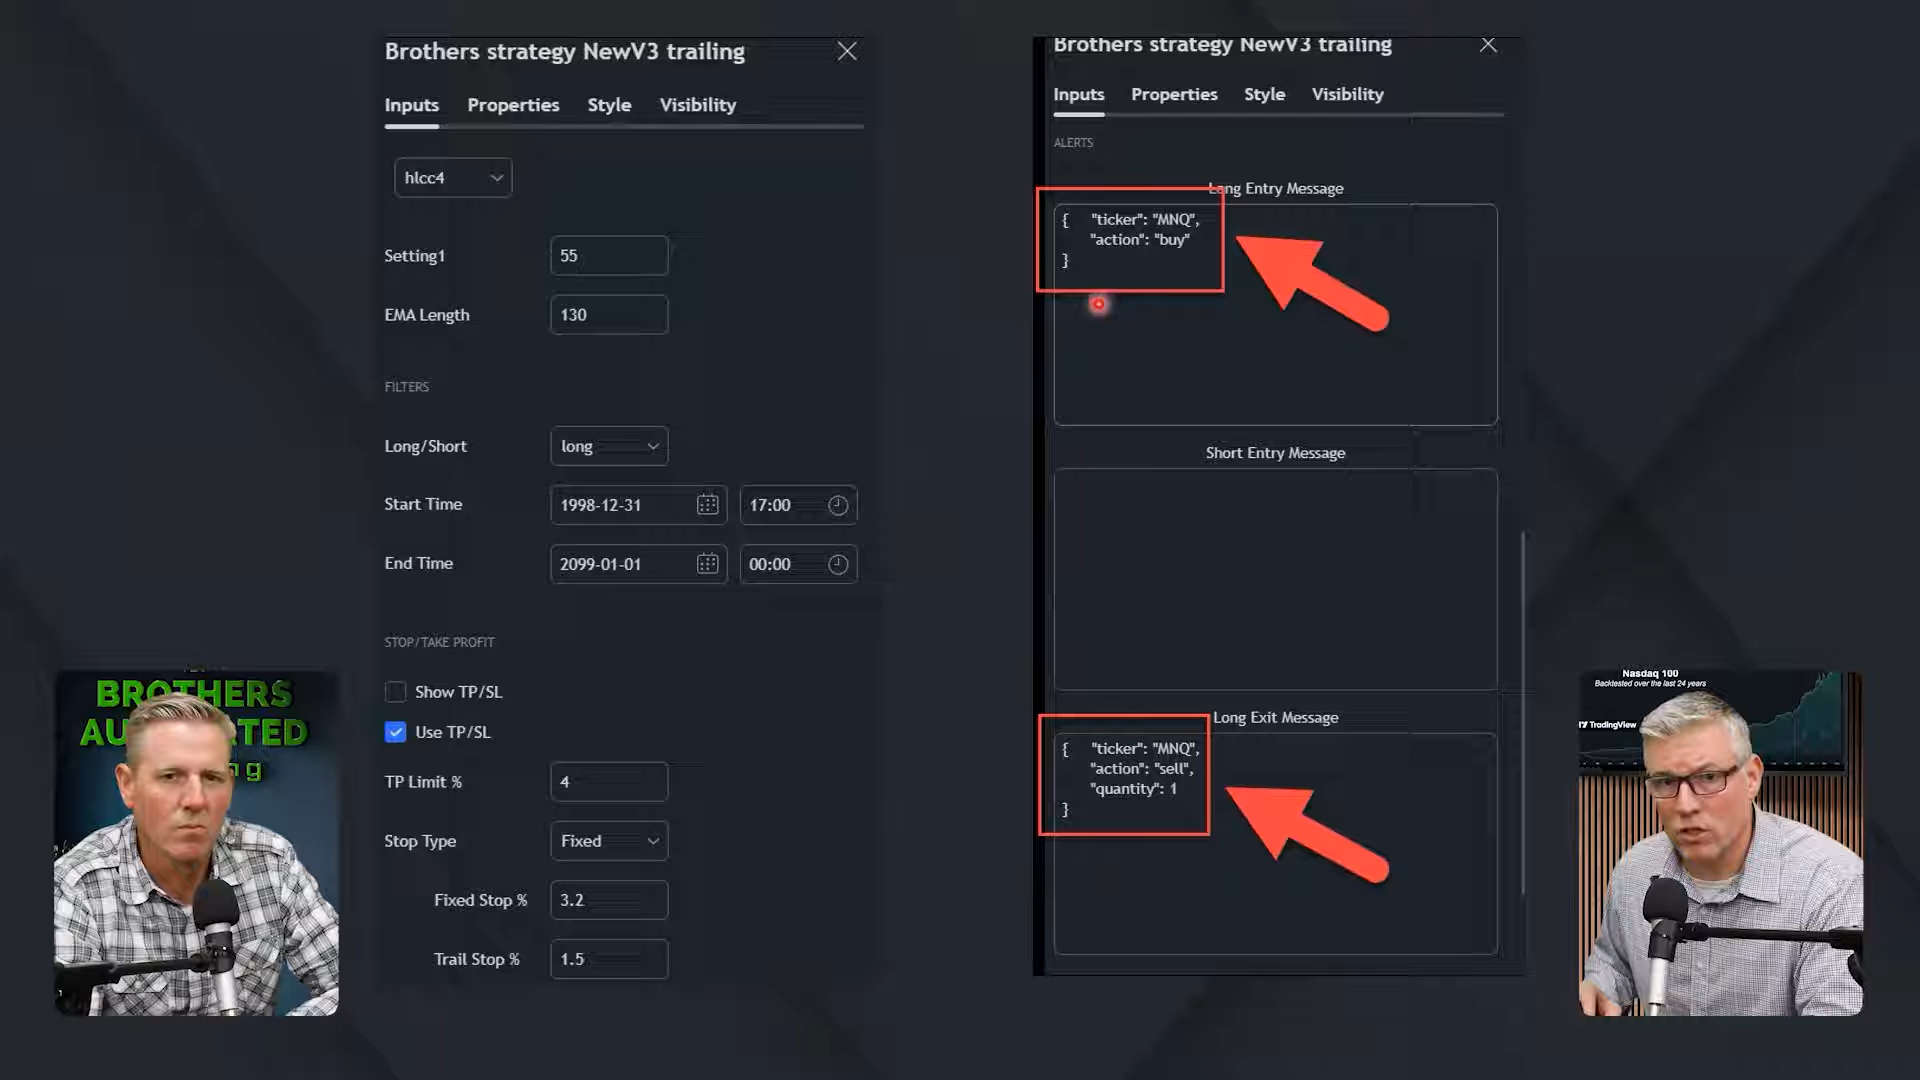 Brothers strategy NewV3 trailing
Inputs Properties Style Visibility
hlcc4
Setting1 55
EMA Length 130
FILTERS
Long/Short long
Start Time 1998-12-31 17:00
End Time 2099-01-01 00:00
STOP/TAKE PROFIT
Show TP/SL
Use TP/SL
TP Limit % 4
Stop Type Fixed
Fixed Stop % 3.2
Trail Stop % 1.5
Brothers strategy NewV3 trailing
Inputs Properties Style Visibility
ALERTS
Long Entry Message
{ "ticker": "MNQ",
"action": "buy"
}
Short Entry Message
Long Exit Message
{ "ticker": "MNQ",
"action": "sell",
"quantity": 1
}
BROTHERS
Nasdaq 100
Backtested over the last 24 years
TradingView